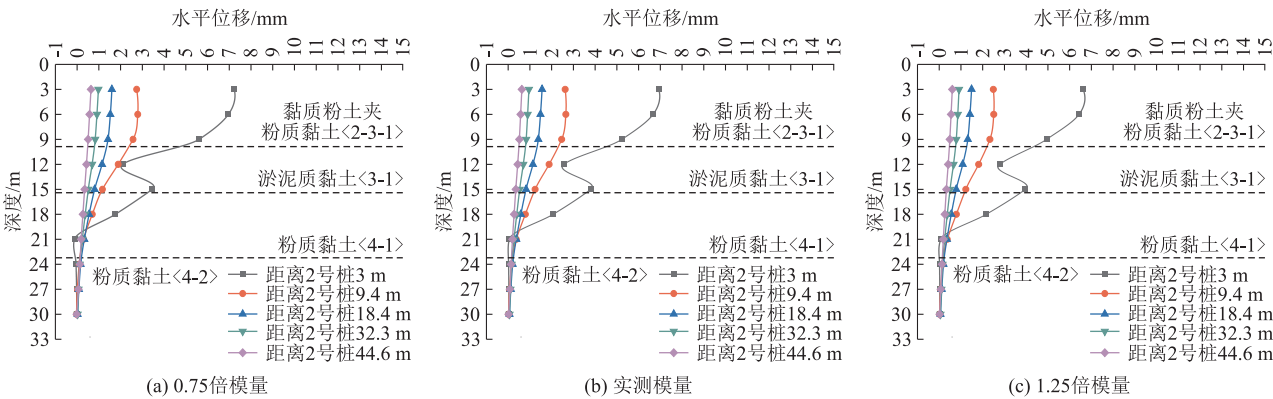 水平位移/mm
-1 0 1 2 3 4 5 6 7 8 9 10 11 12 13 14 15
深度/m
0
3
6
9
12
15
18
21
24
27
30
33
黏质粉土夹
粉质黏土<2-3-1>
淤泥质黏土<3-1>
粉质黏土<4-1>
粉质黏土<4-2>
距离2号桩3 m
距离2号桩9.4 m
距离2号桩18.4 m
距离2号桩32.3 m
距离2号桩44.6 m
(a) 0.75倍模量
水平位移/mm
-1 0 1 2 3 4 5 6 7 8 9 10 11 12 13 14 15
深度/m
0
3
6
9
12
15
18
21
24
27
30
33
黏质粉土夹
粉质黏土<2-3-1>
淤泥质黏土<3-1>
粉质黏土<4-1>
粉质黏土<4-2>
距离2号桩3 m
距离2号桩9.4 m
距离2号桩18.4 m
距离2号桩32.3 m
距离2号桩44.6 m
(b) 实测模量
水平位移/mm
-1 0 1 2 3 4 5 6 7 8 9 10 11 12 13 14 15
深度/m
0
3
6
9
12
15
18
21
24
27
30
33
黏质粉土夹
粉质黏土<2-3-1>
淤泥质黏土<3-1>
粉质黏土<4-1>
粉质黏土<4-2>
距离2号桩3 m
距离2号桩9.4 m
距离2号桩18.4 m
距离2号桩32.3 m
距离2号桩44.6 m
(c) 1.25倍模量